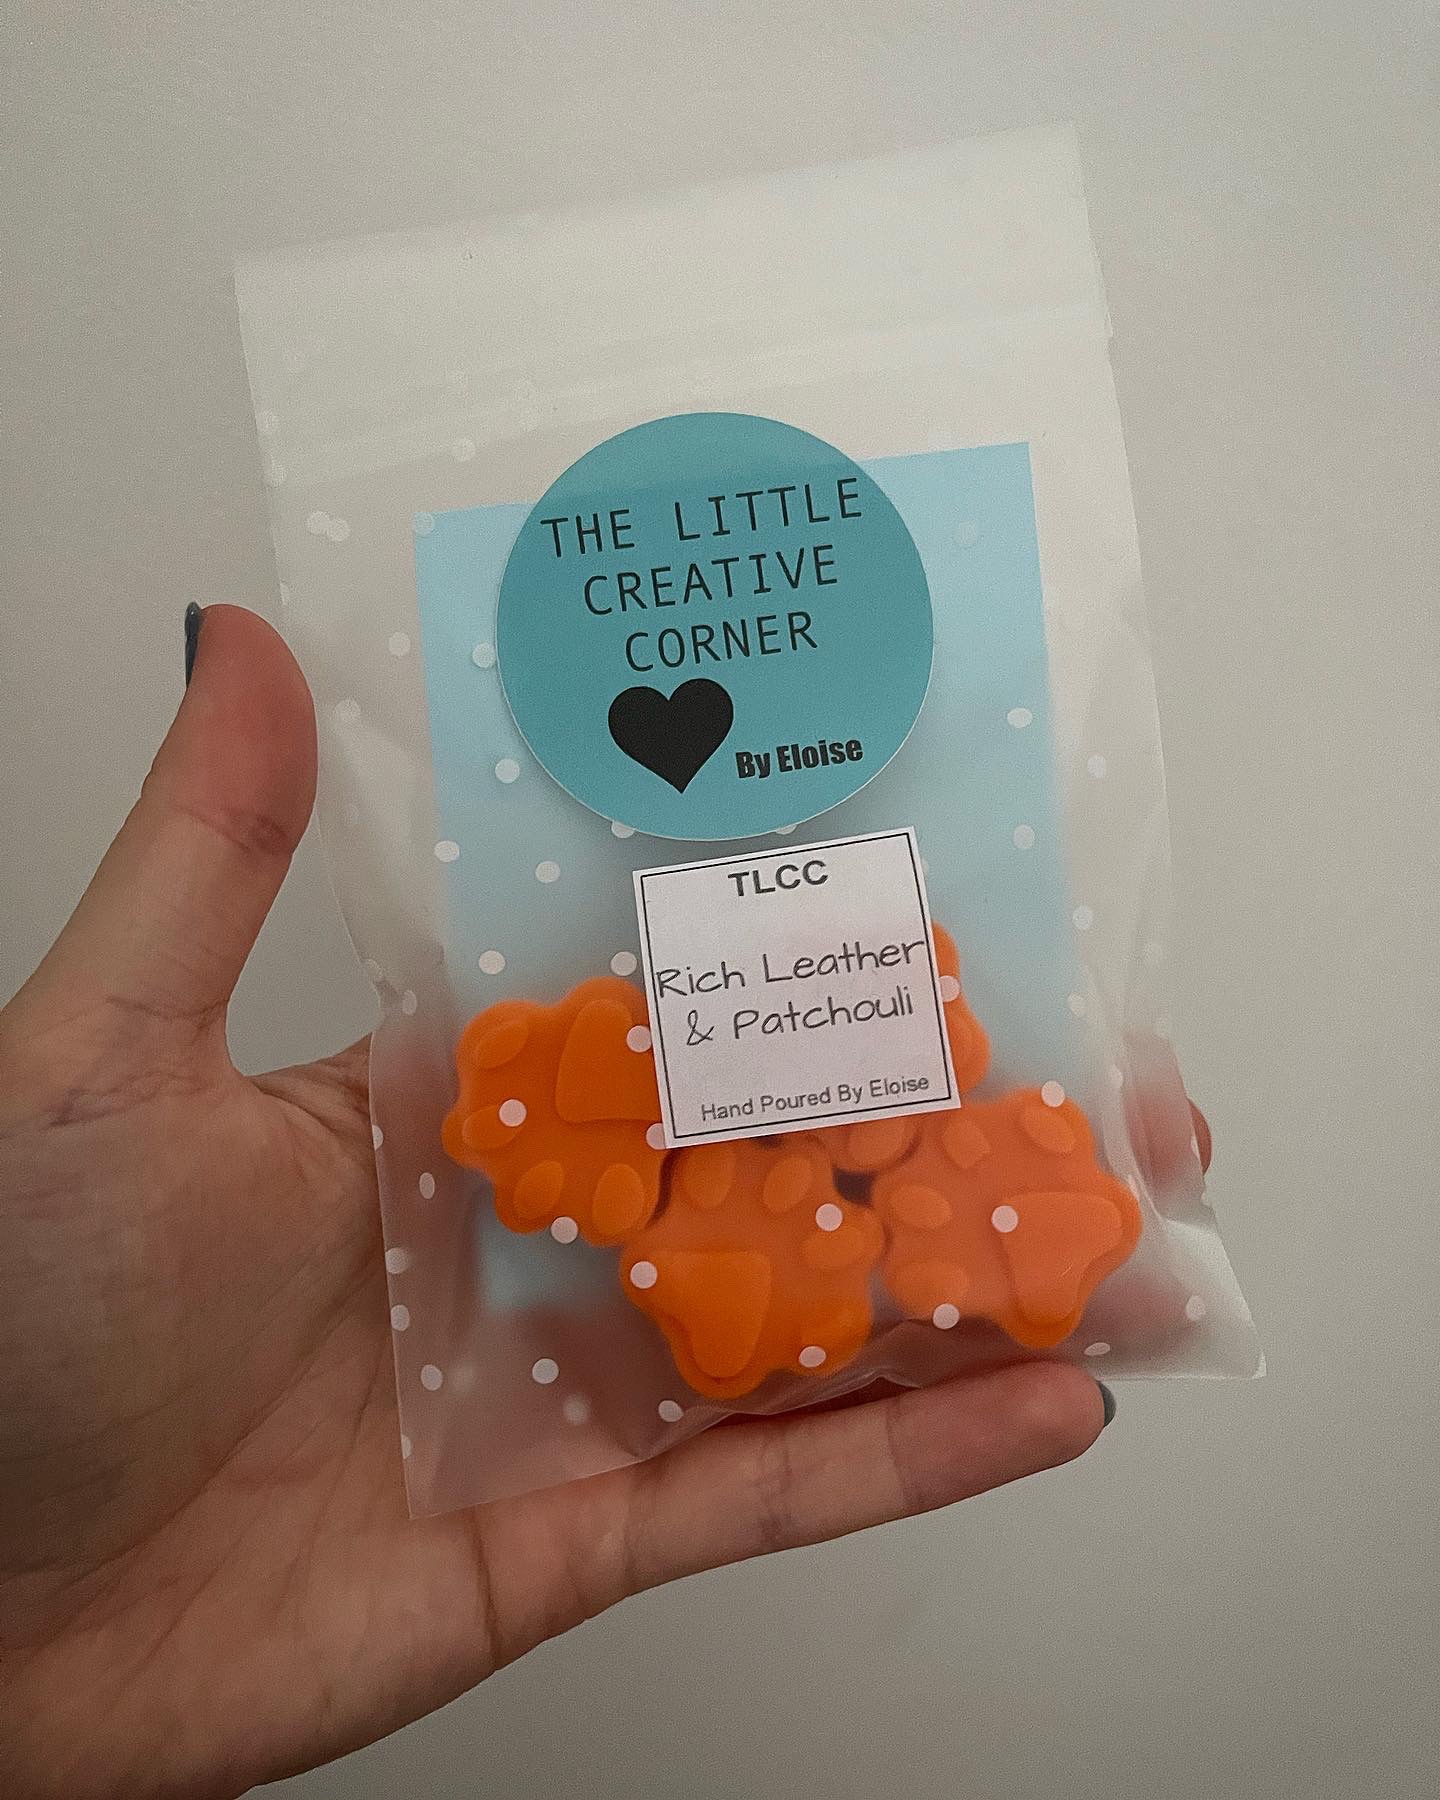 THE LITTLE
CREATIVE
CORNER
By Eloise
TLCC
Rich Leather
& Patchouli
Hand Poured By Eloise